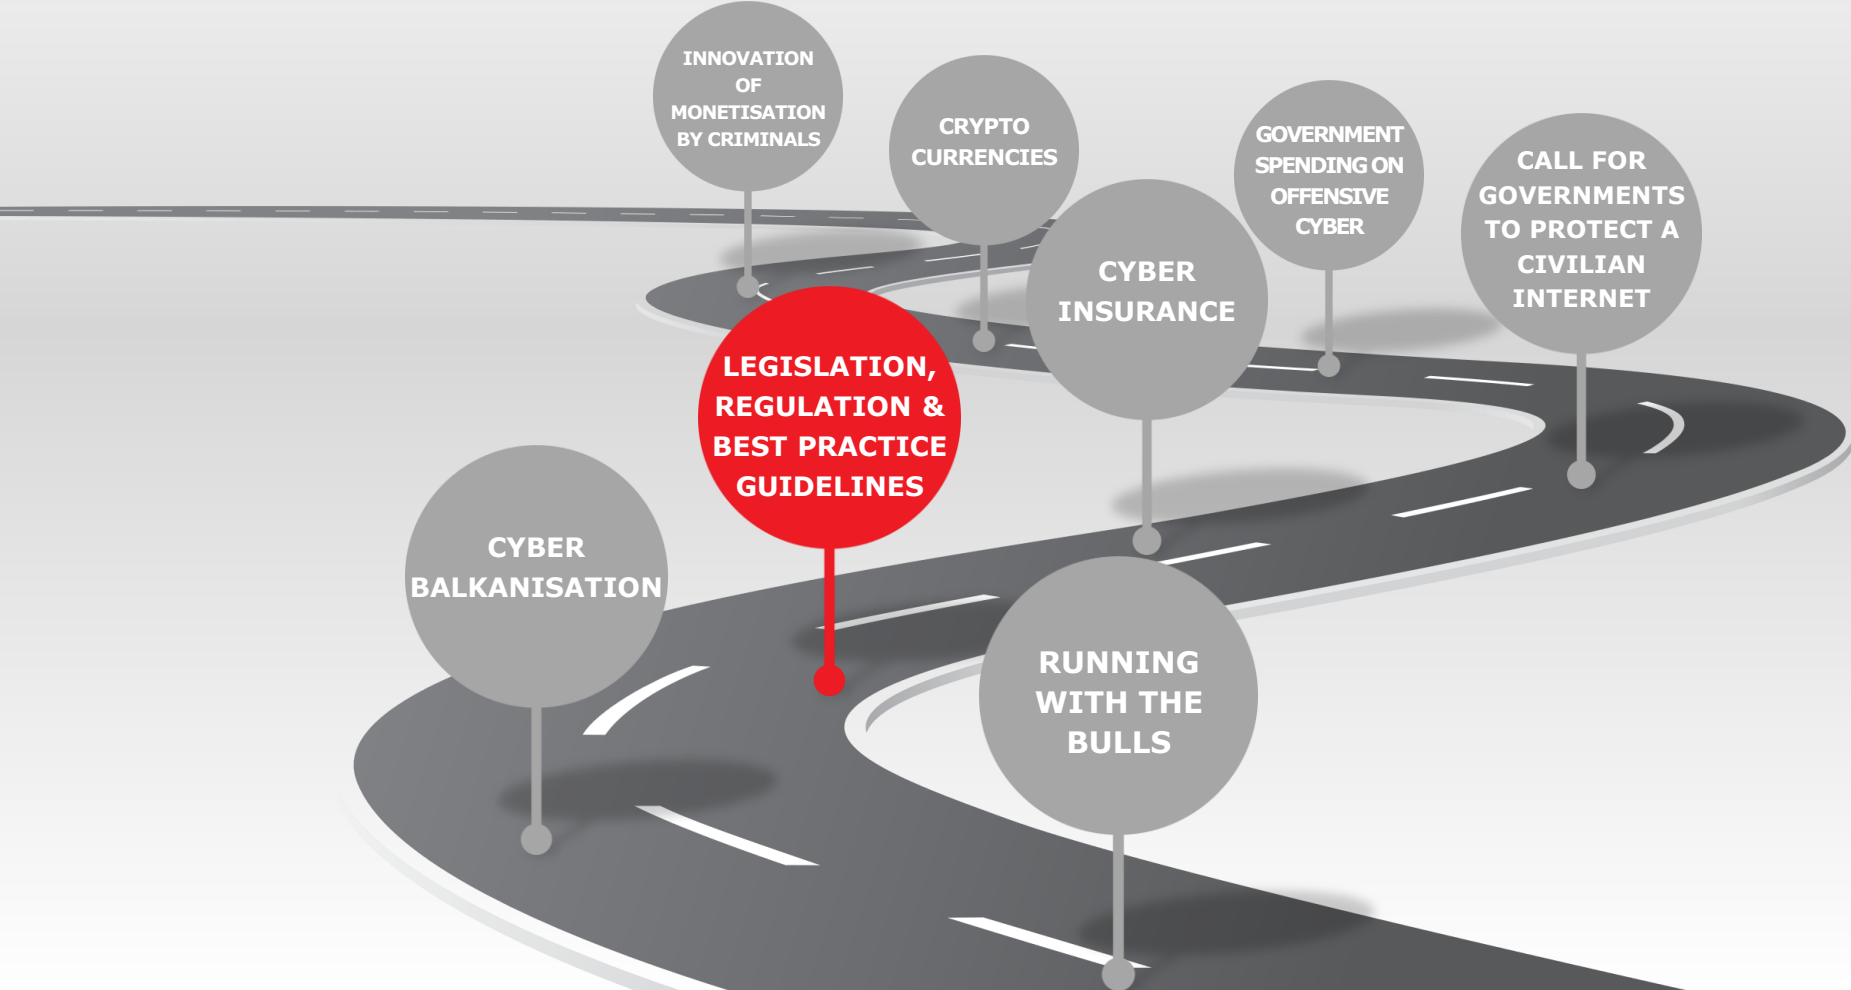 INNOVATION
OF
MONETISATION
BY CRIMINALS
CRYPTO
CURRENCIES
GOVERNMENT
SPENDING ON
OFFENSIVE
CYBER
CALL FOR
GOVERNMENTS
TO PROTECT A
CIVILIAN
INTERNET
CYBER
INSURANCE
LEGISLATION,
REGULATION &
BEST PRACTICE
GUIDELINES
CYBER
BALKANISATION
RUNNING
WITH THE
BULLS